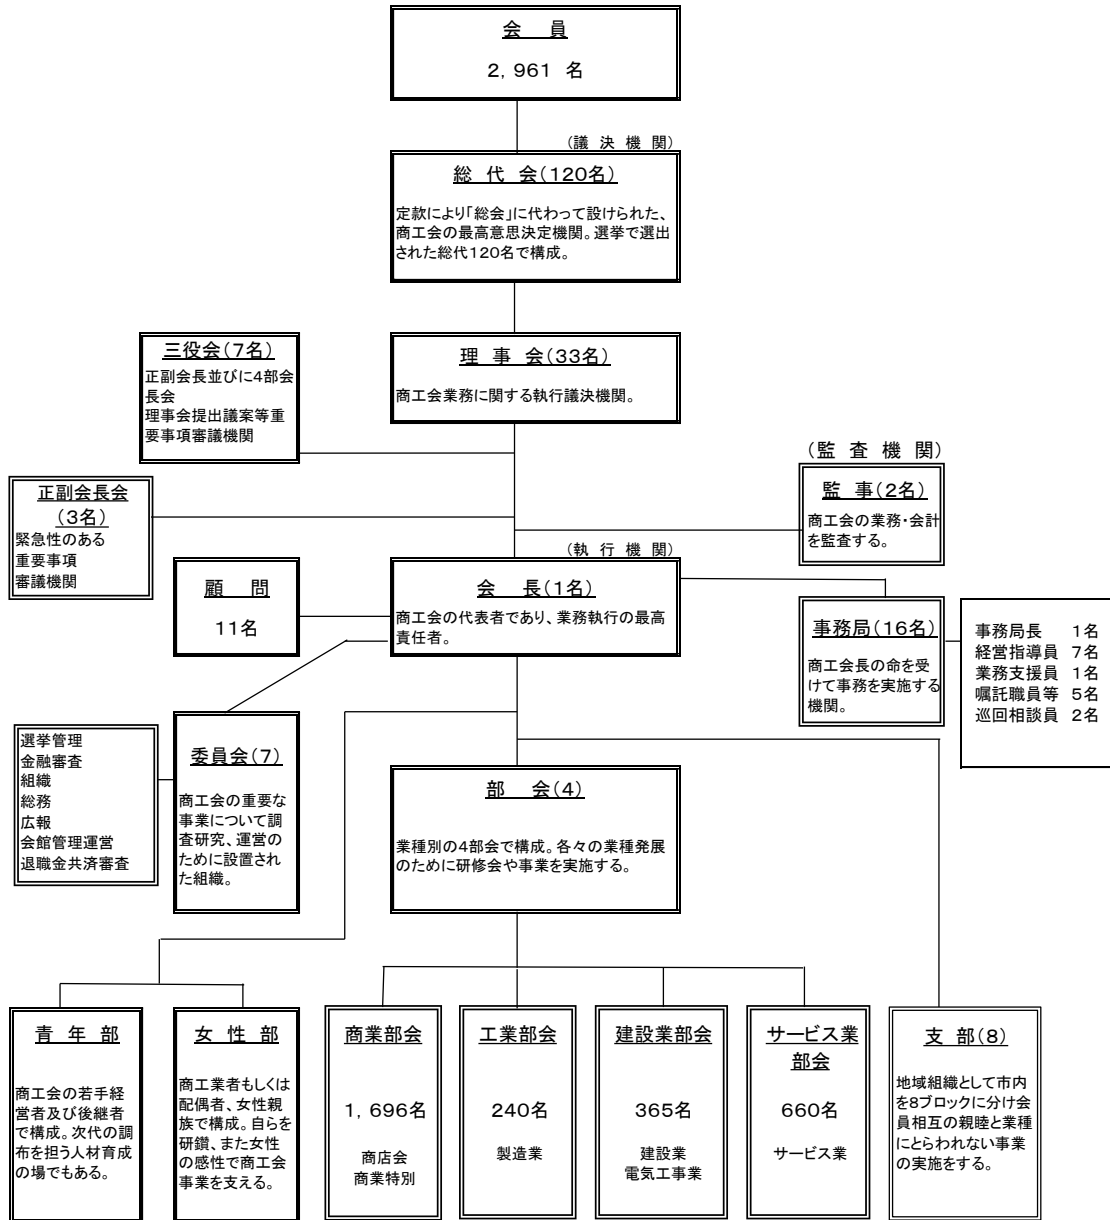 会　員
2，961　名
(議 決 機 関)
総 代 会(120名)
定款により「総会」に代わって設けられた、
商工会の最高意思決定機関。選挙で選出
された総代120名で構成。
三役会(7名)
正副会長並びに4部会
長会
理事会提出議案等重
要事項審議機関
理 事 会(33名)
商工会業務に関する執行議決機関。
(監 査 機 関)
監 事(2名)
商工会の業務・会計
を監査する。
正副会長会
(3名)
緊急性のある
重要事項
審議機関
(執 行 機 関)
会 長(1名)
商工会の代表者であり、業務執行の最高
責任者。
顧　問
11名
事務局(16名)
商工会長の命を受
けて事務を実施する
機関。
事務局長　1名
経営指導員　7名
業務支援員　1名
嘱託職員等　5名
巡回相談員　2名
選挙管理
金融審査
組織
総務
広報
会館管理運営
退職金共済審査
委員会(7)
商工会の重要な
事業について調
査研究、運営の
ために設置され
た組織。
部　会(4)
業種別の4部会で構成。各々の業種発展
のために研修会や事業を実施する。
青 年 部
商工会の若手経
営者及び後継者
で構成。次代の調
布を担う人材育成
の場でもある。
女 性 部
商工業者もしくは
配偶者、女性親
族で構成。自らを
研鑽、また女性
の感性で商工会
事業を支える。
商業部会
1，696名
商店会
商業特別
工業部会
240名
製造業
建設業部会
365名
建設業
電気工事業
サービス業
部会
660名
サービス業
支 部(8)
地域組織として市内
を8ブロックに分け会
員相互の親睦と業種
にとらわれない事業
の実施をする。